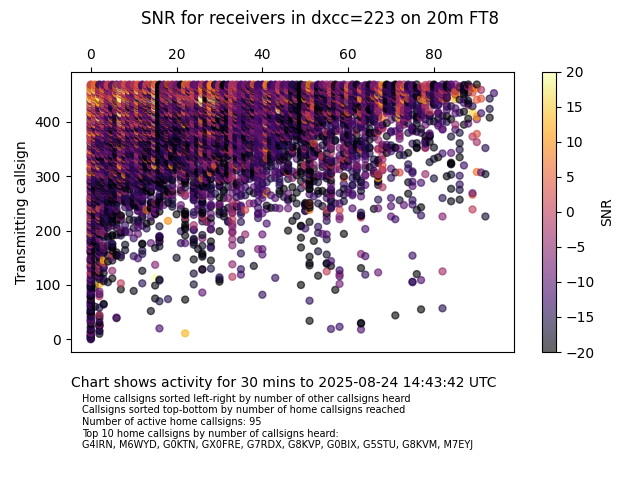 SNR for receivers in dxcc=223 on 20m FT8
0 20 40 60 80
20
15
10
5
0
−5
−10
−15
−20
SNR
400
300
200
100
0
Transmitting callsign
Chart shows activity for 30 mins to 2025-08-24 14:43:42 UTC
Home callsigns sorted left-right by number of other callsigns heard
Callsigns sorted top-bottom by number of home callsigns reached
Number of active home callsigns: 95
Top 10 home callsigns by number of callsigns heard:
G4IRN, M6WYD, G0KTN, GX0FRE, G7RDX, G8KVP, G0BIX, G5STU, G8KVM, M7EYJ